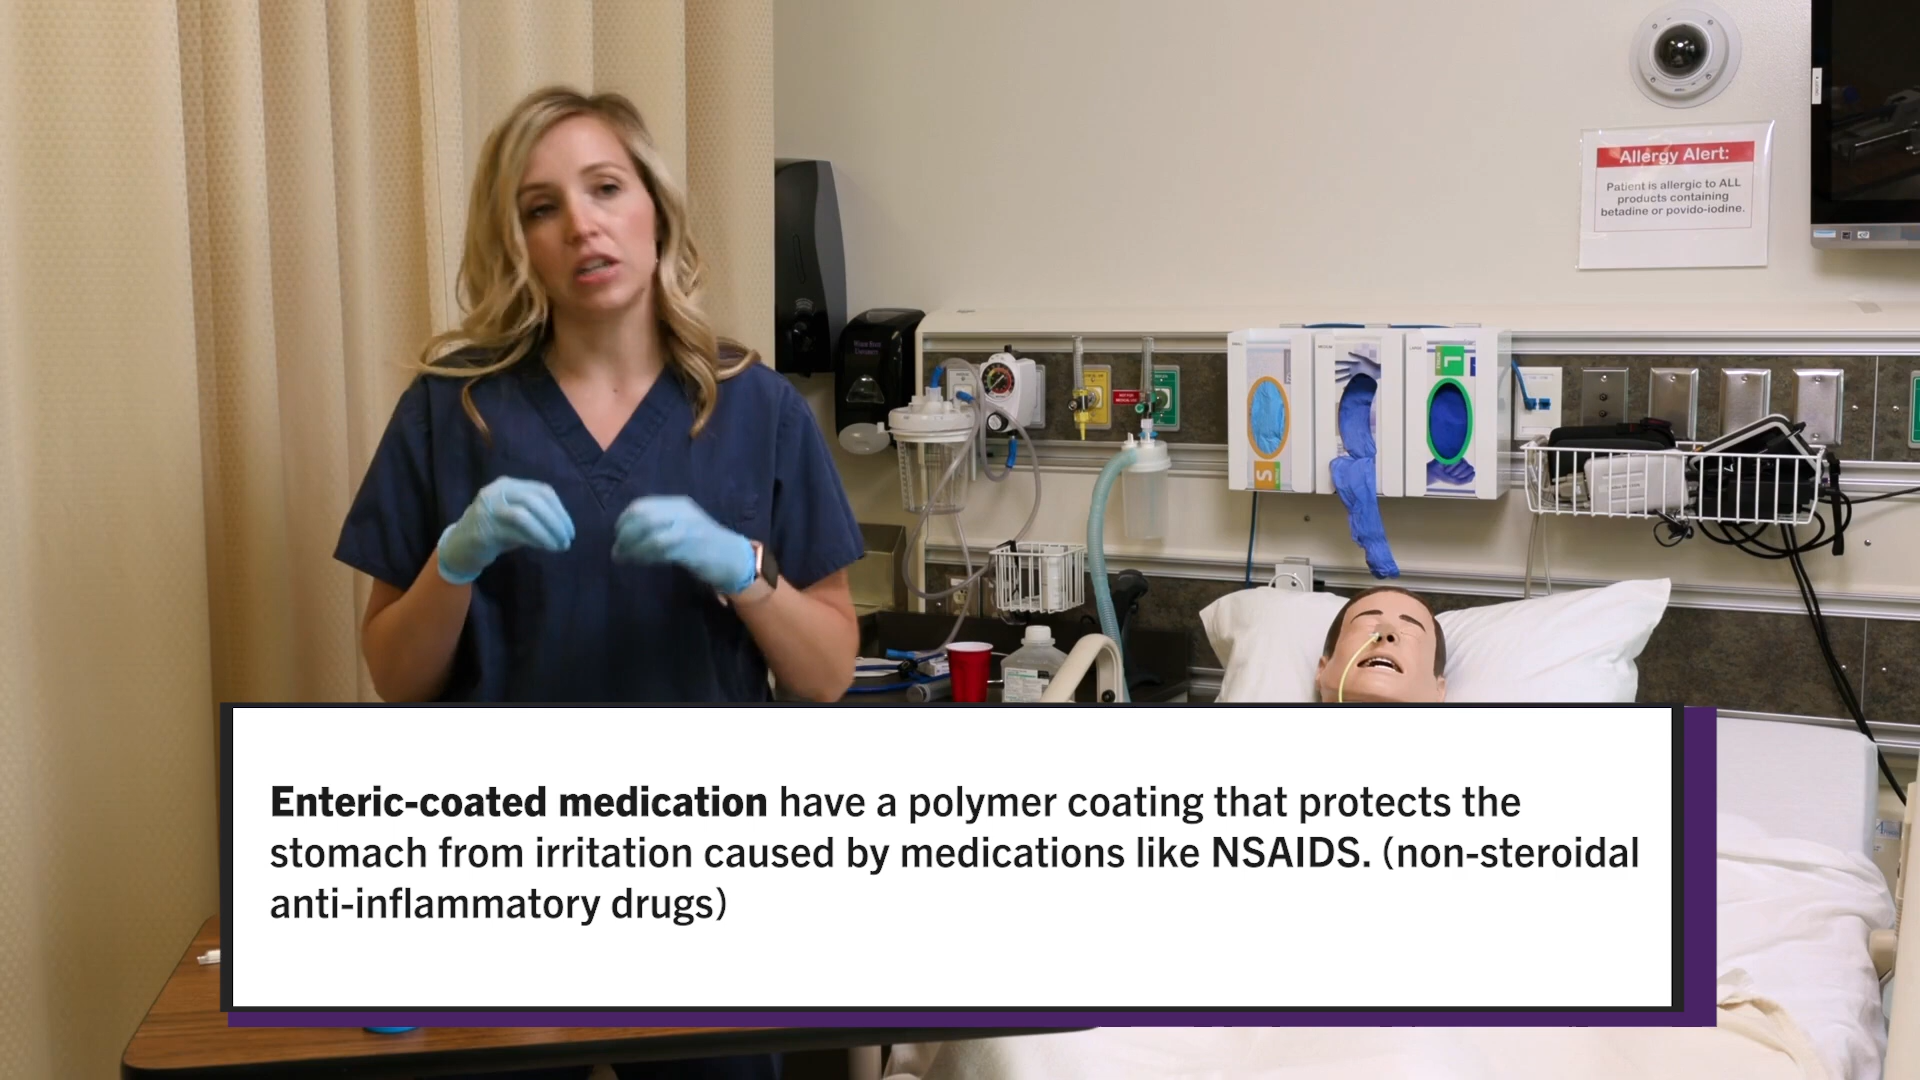 Allergy Alert:
Patient is allergic to ALL
products containing
betadine or povido-iodine.
S
L
Enteric-coated medication have a polymer coating that protects the
stomach from irritation caused by medications like NSAIDS. (non-steroidal
anti-inflammatory drugs)